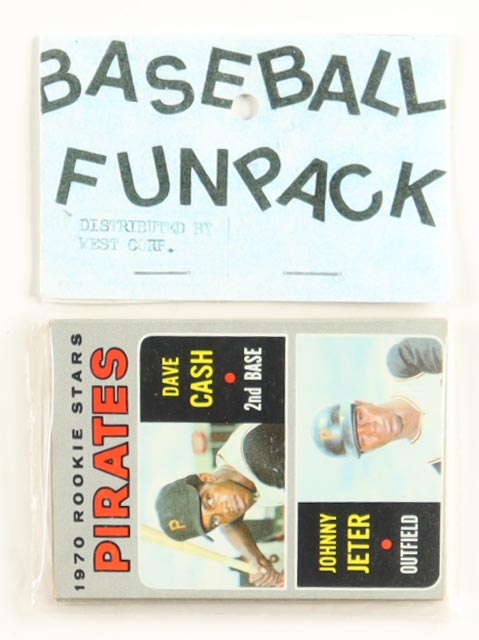 BASEBALL
FUNPACK
DISTRIBUTED BY
WEST CORP.
1970 ROOKIE STARS
PIRATES
DAVE
CASH
2nd BASE
P
P
JOHNNY
JETER
OUTFIELD